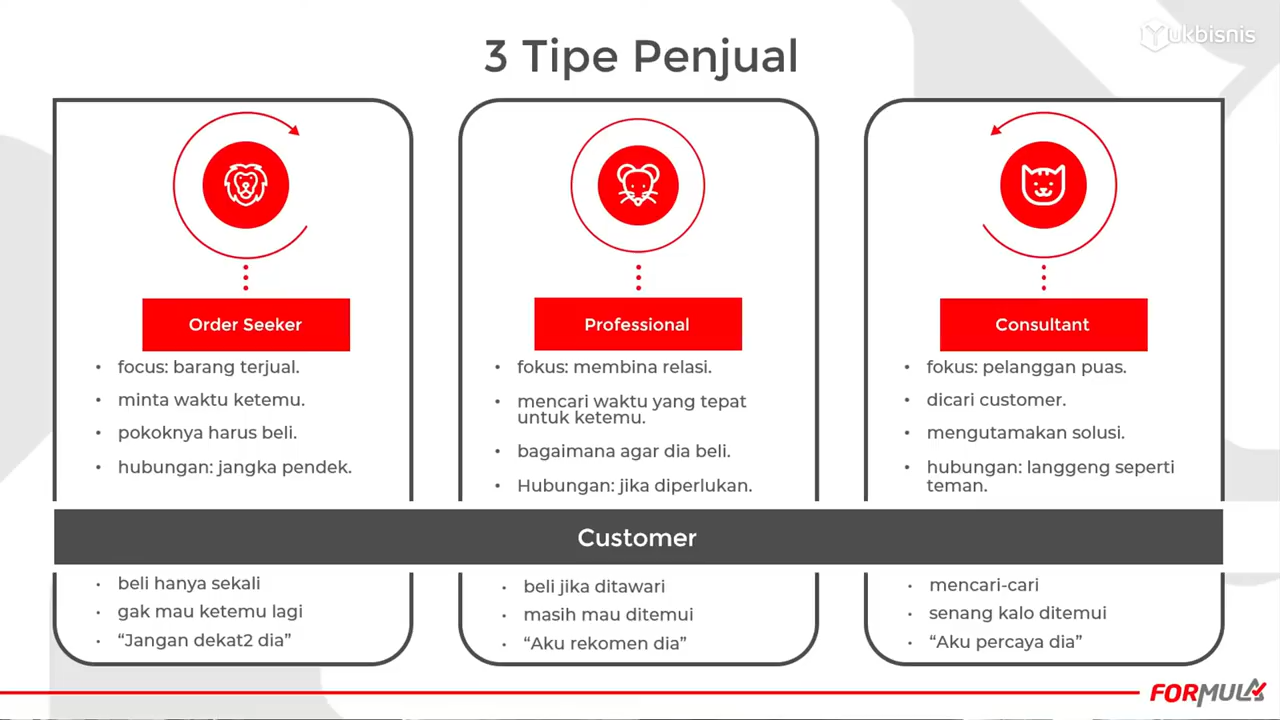 ukbisnis
3 Tipe Penjual
Order Seeker
• focus: barang terjual.
• minta waktu ketemu.
• pokoknya harus beli.
• hubungan: jangka pendek.
Professional
• fokus: membina relasi.
• mencari waktu yang tepat
untuk ketemu.
• bagaimana agar dia beli.
• Hubungan: jika diperlukan.
Consultant
• fokus: pelanggan puas.
• dicari customer.
• mengutamakan solusi.
• hubungan: langgeng seperti
teman.
Customer
• beli hanya sekali
• gak mau ketemu lagi
• “Jangan dekat2 dia”
• beli jika ditawari
• masih mau ditemui
• “Aku rekomen dia”
• mencari-cari
• senang kalo ditemui
• “Aku percaya dia”
FORMULA